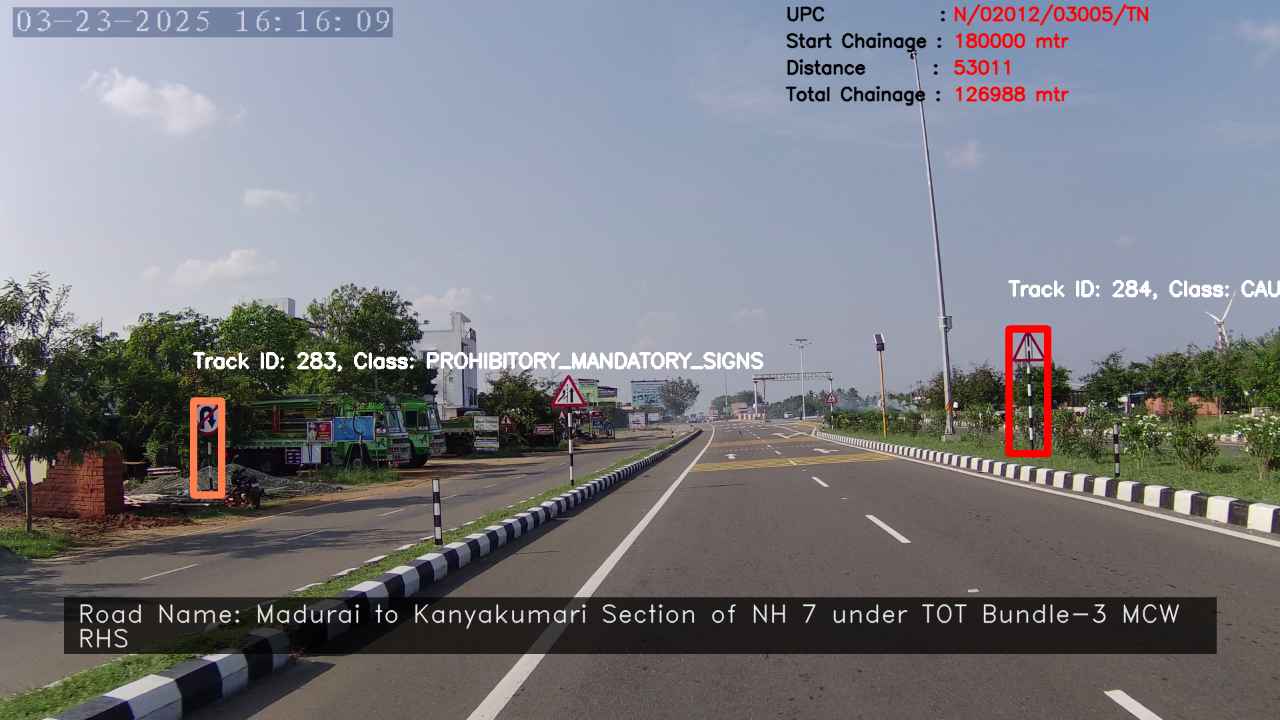 03-23-2025 16:16:09
UPC : N/02012/03005/TN
Start Chainage : 180000 mtr
Distance : 53011
Total Chainage : 126988 mtr
Track ID: 284, Class: CAU
Track ID: 283, Class: PROHIBITORY_MANDATORY_SIGNS
Road Name: Madurai to Kanyakumari Section of NH 7 under TOT Bundle-3 MCW
RHS